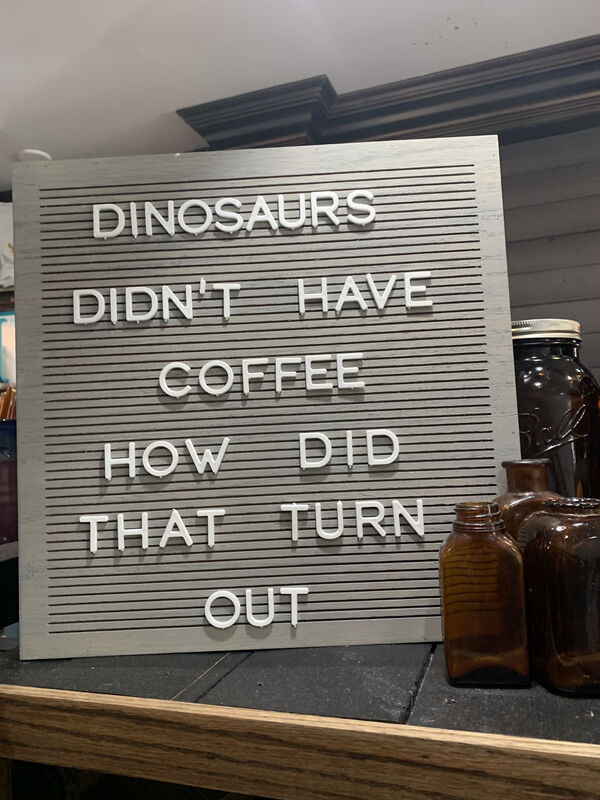 DINOSAURS
DIDN'T HAVE
COFFEE
HOW DID
THAT TURN
OUT